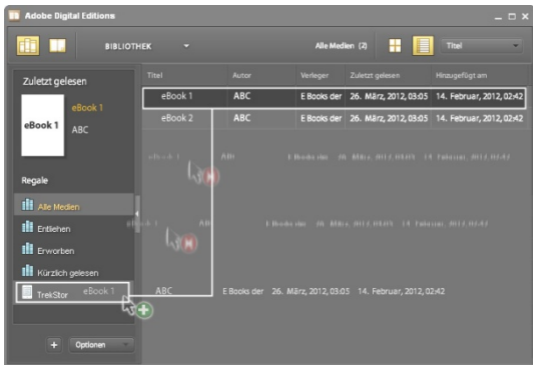 Adobe Digital Editions
BIBLIOTHEK
Alle Medien (2)
Titel
Zuletzt gelesen
eBook 1
eBook 1
ABC
Titel Autor Verleger Zuletzt gelesen Hinzugefügt am
eBook 1 ABC E Books der 26. März, 2012, 03:05 14. Februar, 2012, 02:42
eBook 2 ABC E Books der 26. März, 2012, 03:05 14. Februar, 2012, 02:42
Regale
Alle Medien
Entliehen
Erworben
Kürzlich gelesen
TrekStor eBook 1 ABC E Books der 26. März, 2012, 03:05 14. Februar, 2012, 02:42
Optionen